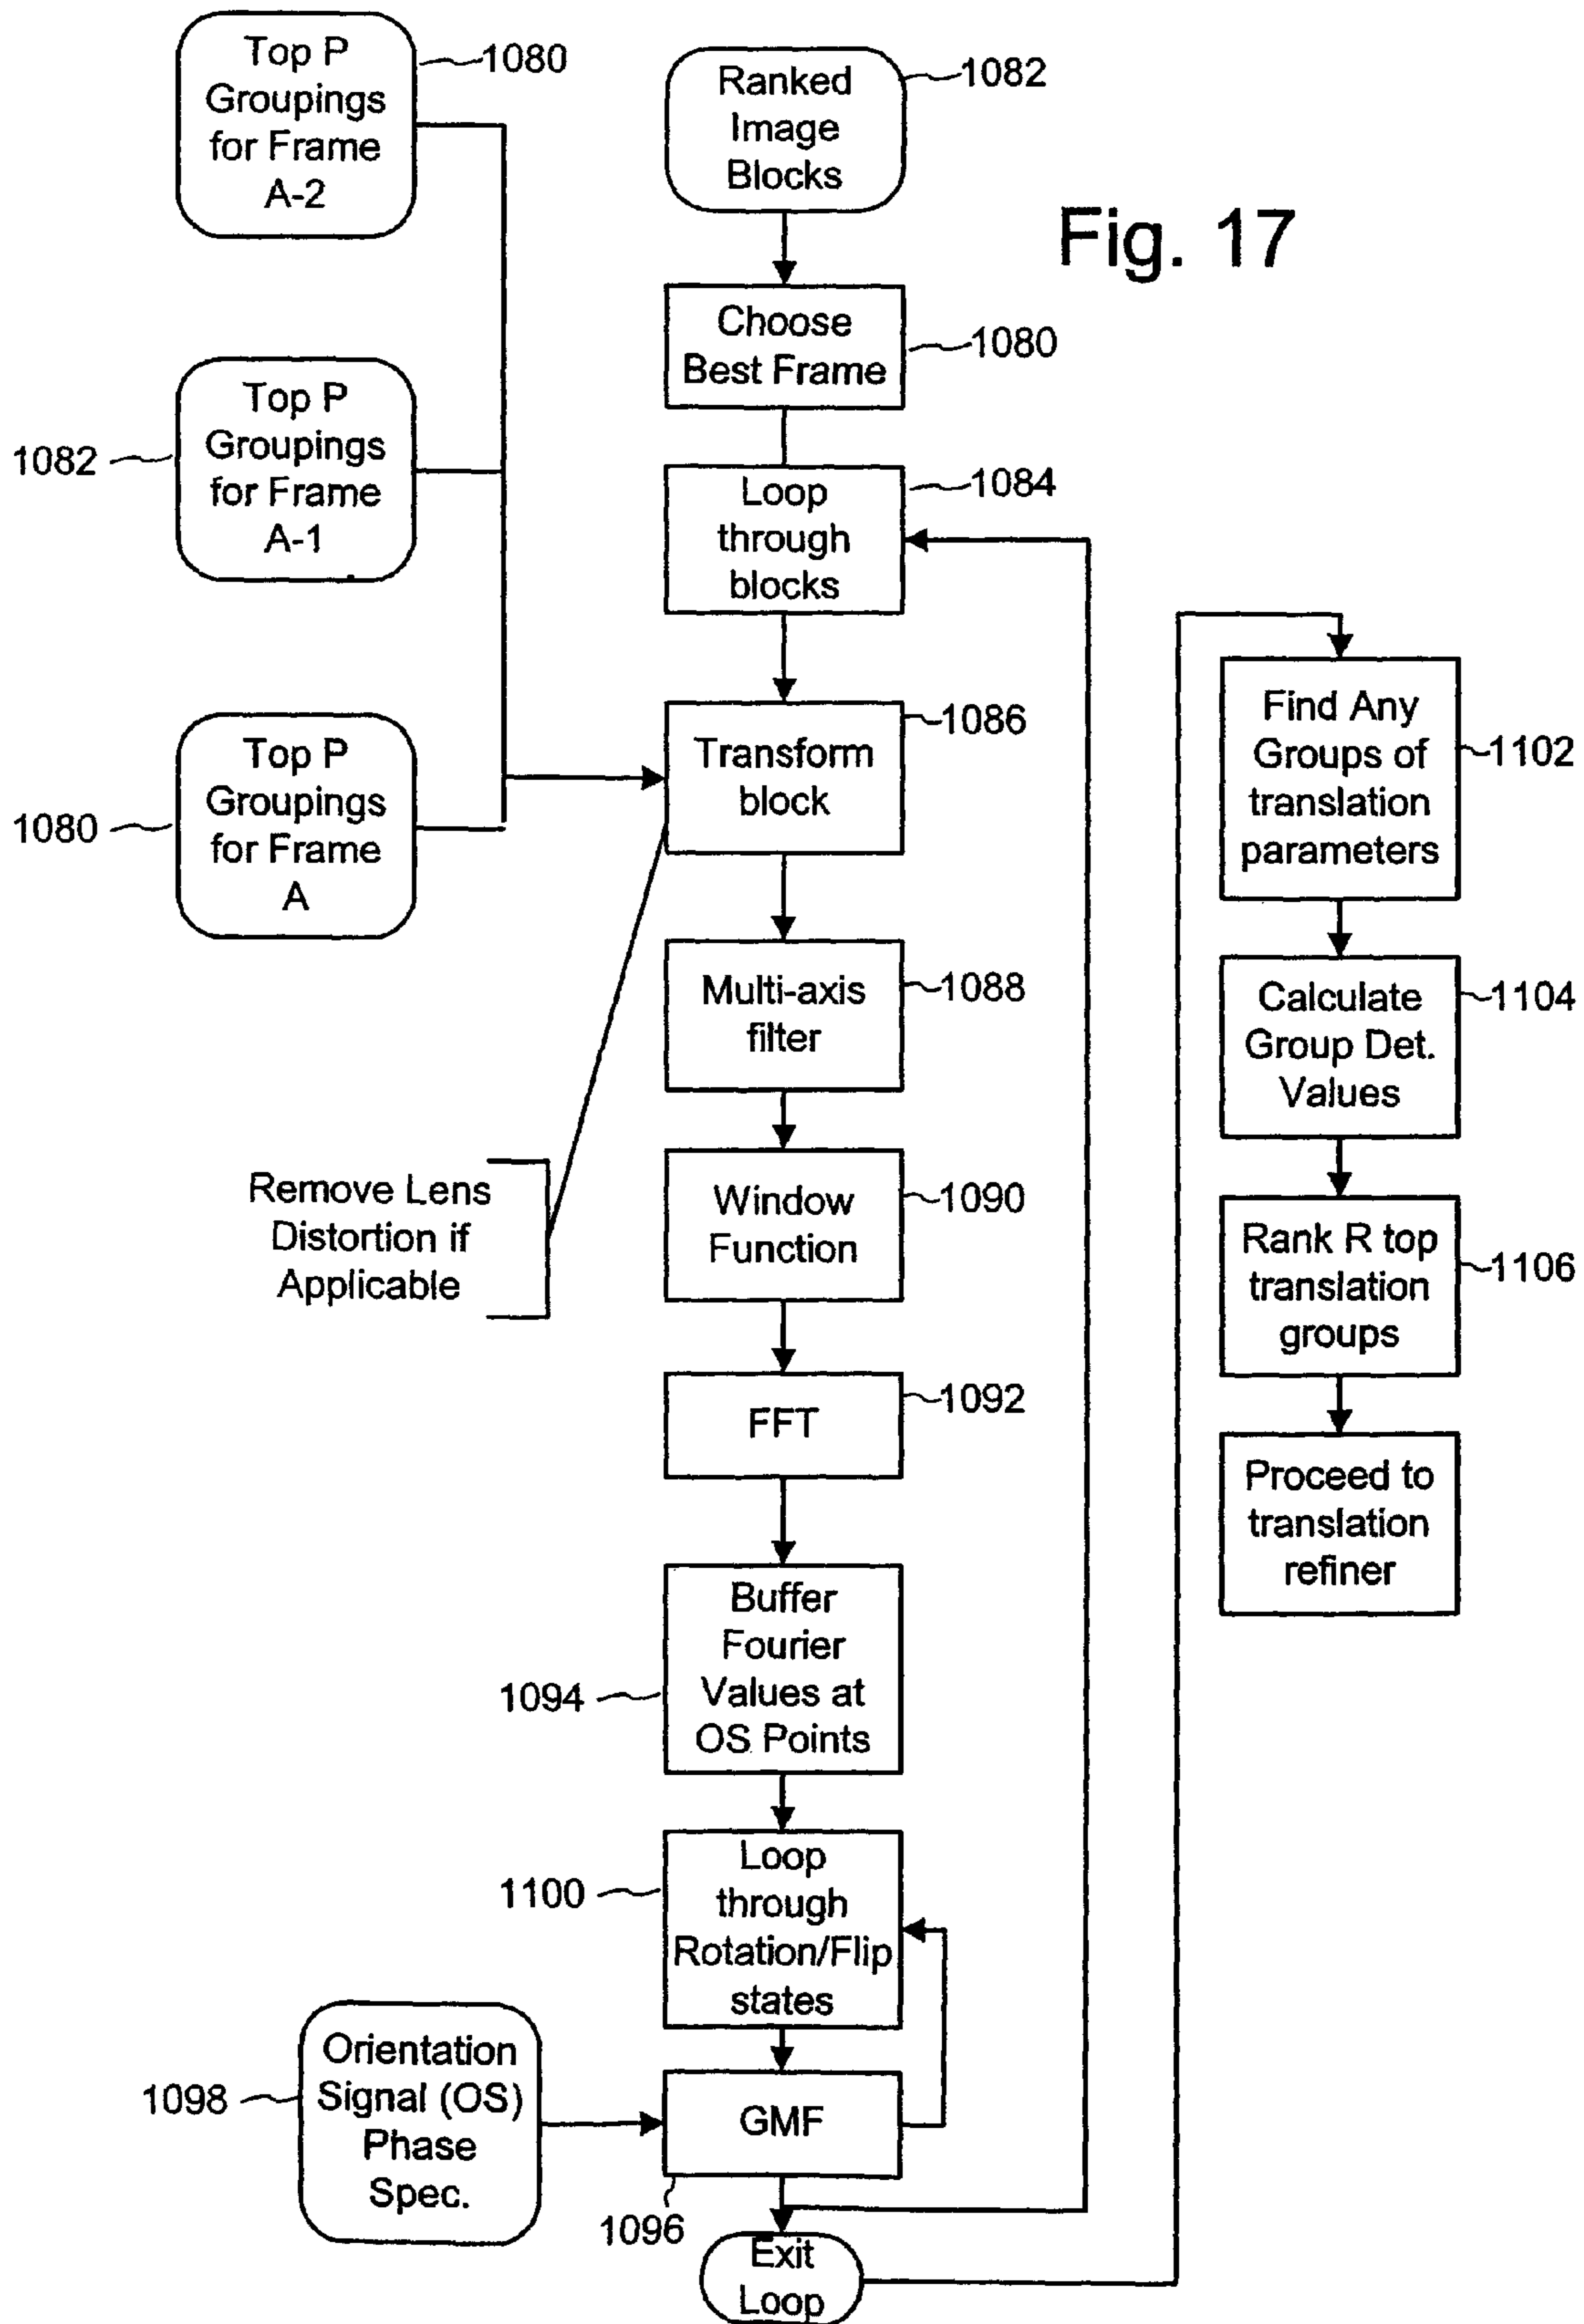 Top P
Groupings
for Frame
A-2
1080
Ranked
Image
Blocks
1082
Fig. 17
Choose
Best Frame
1080
Top P
Groupings
for Frame
A-1
1082
Loop
through
blocks
1084
Top P
Groupings
for Frame
A
1080
Transform
block
1086
Remove Lens
Distortion if
Applicable
Multi-axis
filter
1088
Window
Function
1090
FFT
1092
Buffer
Fourier
Values at
OS Points
1094
Loop
through
Rotation/Flip
states
1100
Orientation
Signal (OS)
Phase
Spec.
1098
GMF
1096
Exit
Loop
Find Any
Groups of
translation
parameters
1102
Calculate
Group Det.
Values
1104
Rank R top
translation
groups
1106
Proceed to
translation
refiner